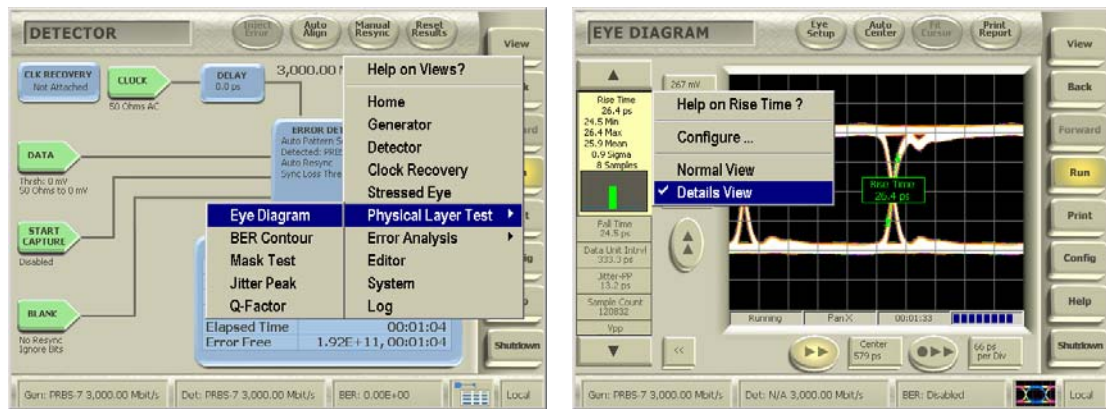 DETECTOR
Inject Error
Auto Align
Manual Resync
Reset Results
View
CLK RECOVERY
Not Attached
CLOCK
50 Ohms AC
DELAY
0.0 ps
3,000.00
DATA
Thrsh: 0 mV
50 Ohms to 0 mV
START CAPTURE
Disabled
BLANK
No Resync
Ignore Bits
ERROR DET
Auto Pattern S
Detected: PRBS
Auto Resync
Sync Loss Thre
Help on Views?
Home
Generator
Detector
Clock Recovery
Stressed Eye
Physical Layer Test
Error Analysis
Editor
System
Log
Eye Diagram
BER Contour
Mask Test
Jitter Peak
Q-Factor
Elapsed Time 00:01:04
Error Free 1.92E+11, 00:01:04
Shutdown
Gen: PRBS-7 3,000.00 Mbit/s
Det: PRBS-7 3,000.00 Mbit/s
BER: 0.00E+00
Local
EYE DIAGRAM
Eye Setup
Auto Center
Fit Cursor
Print Report
View
Back
Forward
Run
Print
Config
Help
Shutdown
267 mV
Rise Time
26.4 ps
24.5 Min
26.4 Max
25.9 Mean
0.9 Sigma
8 Samples
Fall Time
24.5 ps
Data Unit Intrvl
333.3 ps
Jitter-PP
13.2 ps
Sample Count
120832
Vpp
Help on Rise Time ?
Configure ...
Normal View
Details View
Rise Time
26.4 ps
Running
Pan X
00:01:33
<<
Center
579 ps
66 ps
per Div
Gen: PRBS-7 3,000.00 Mbit/s
Det: N/A 3,000.00 Mbit/s
BER: Disabled
Local